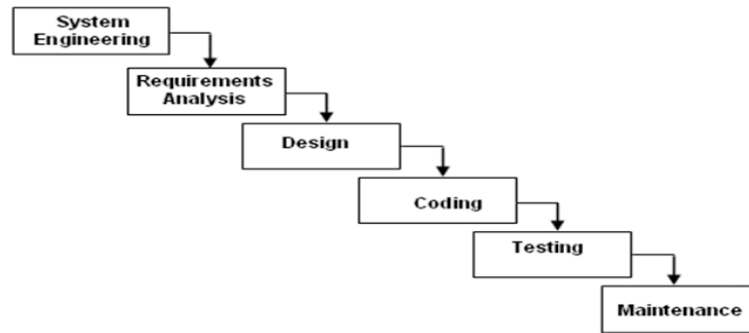 System
Engineering
Requirements
Analysis
Design
Coding
Testing
Maintenance